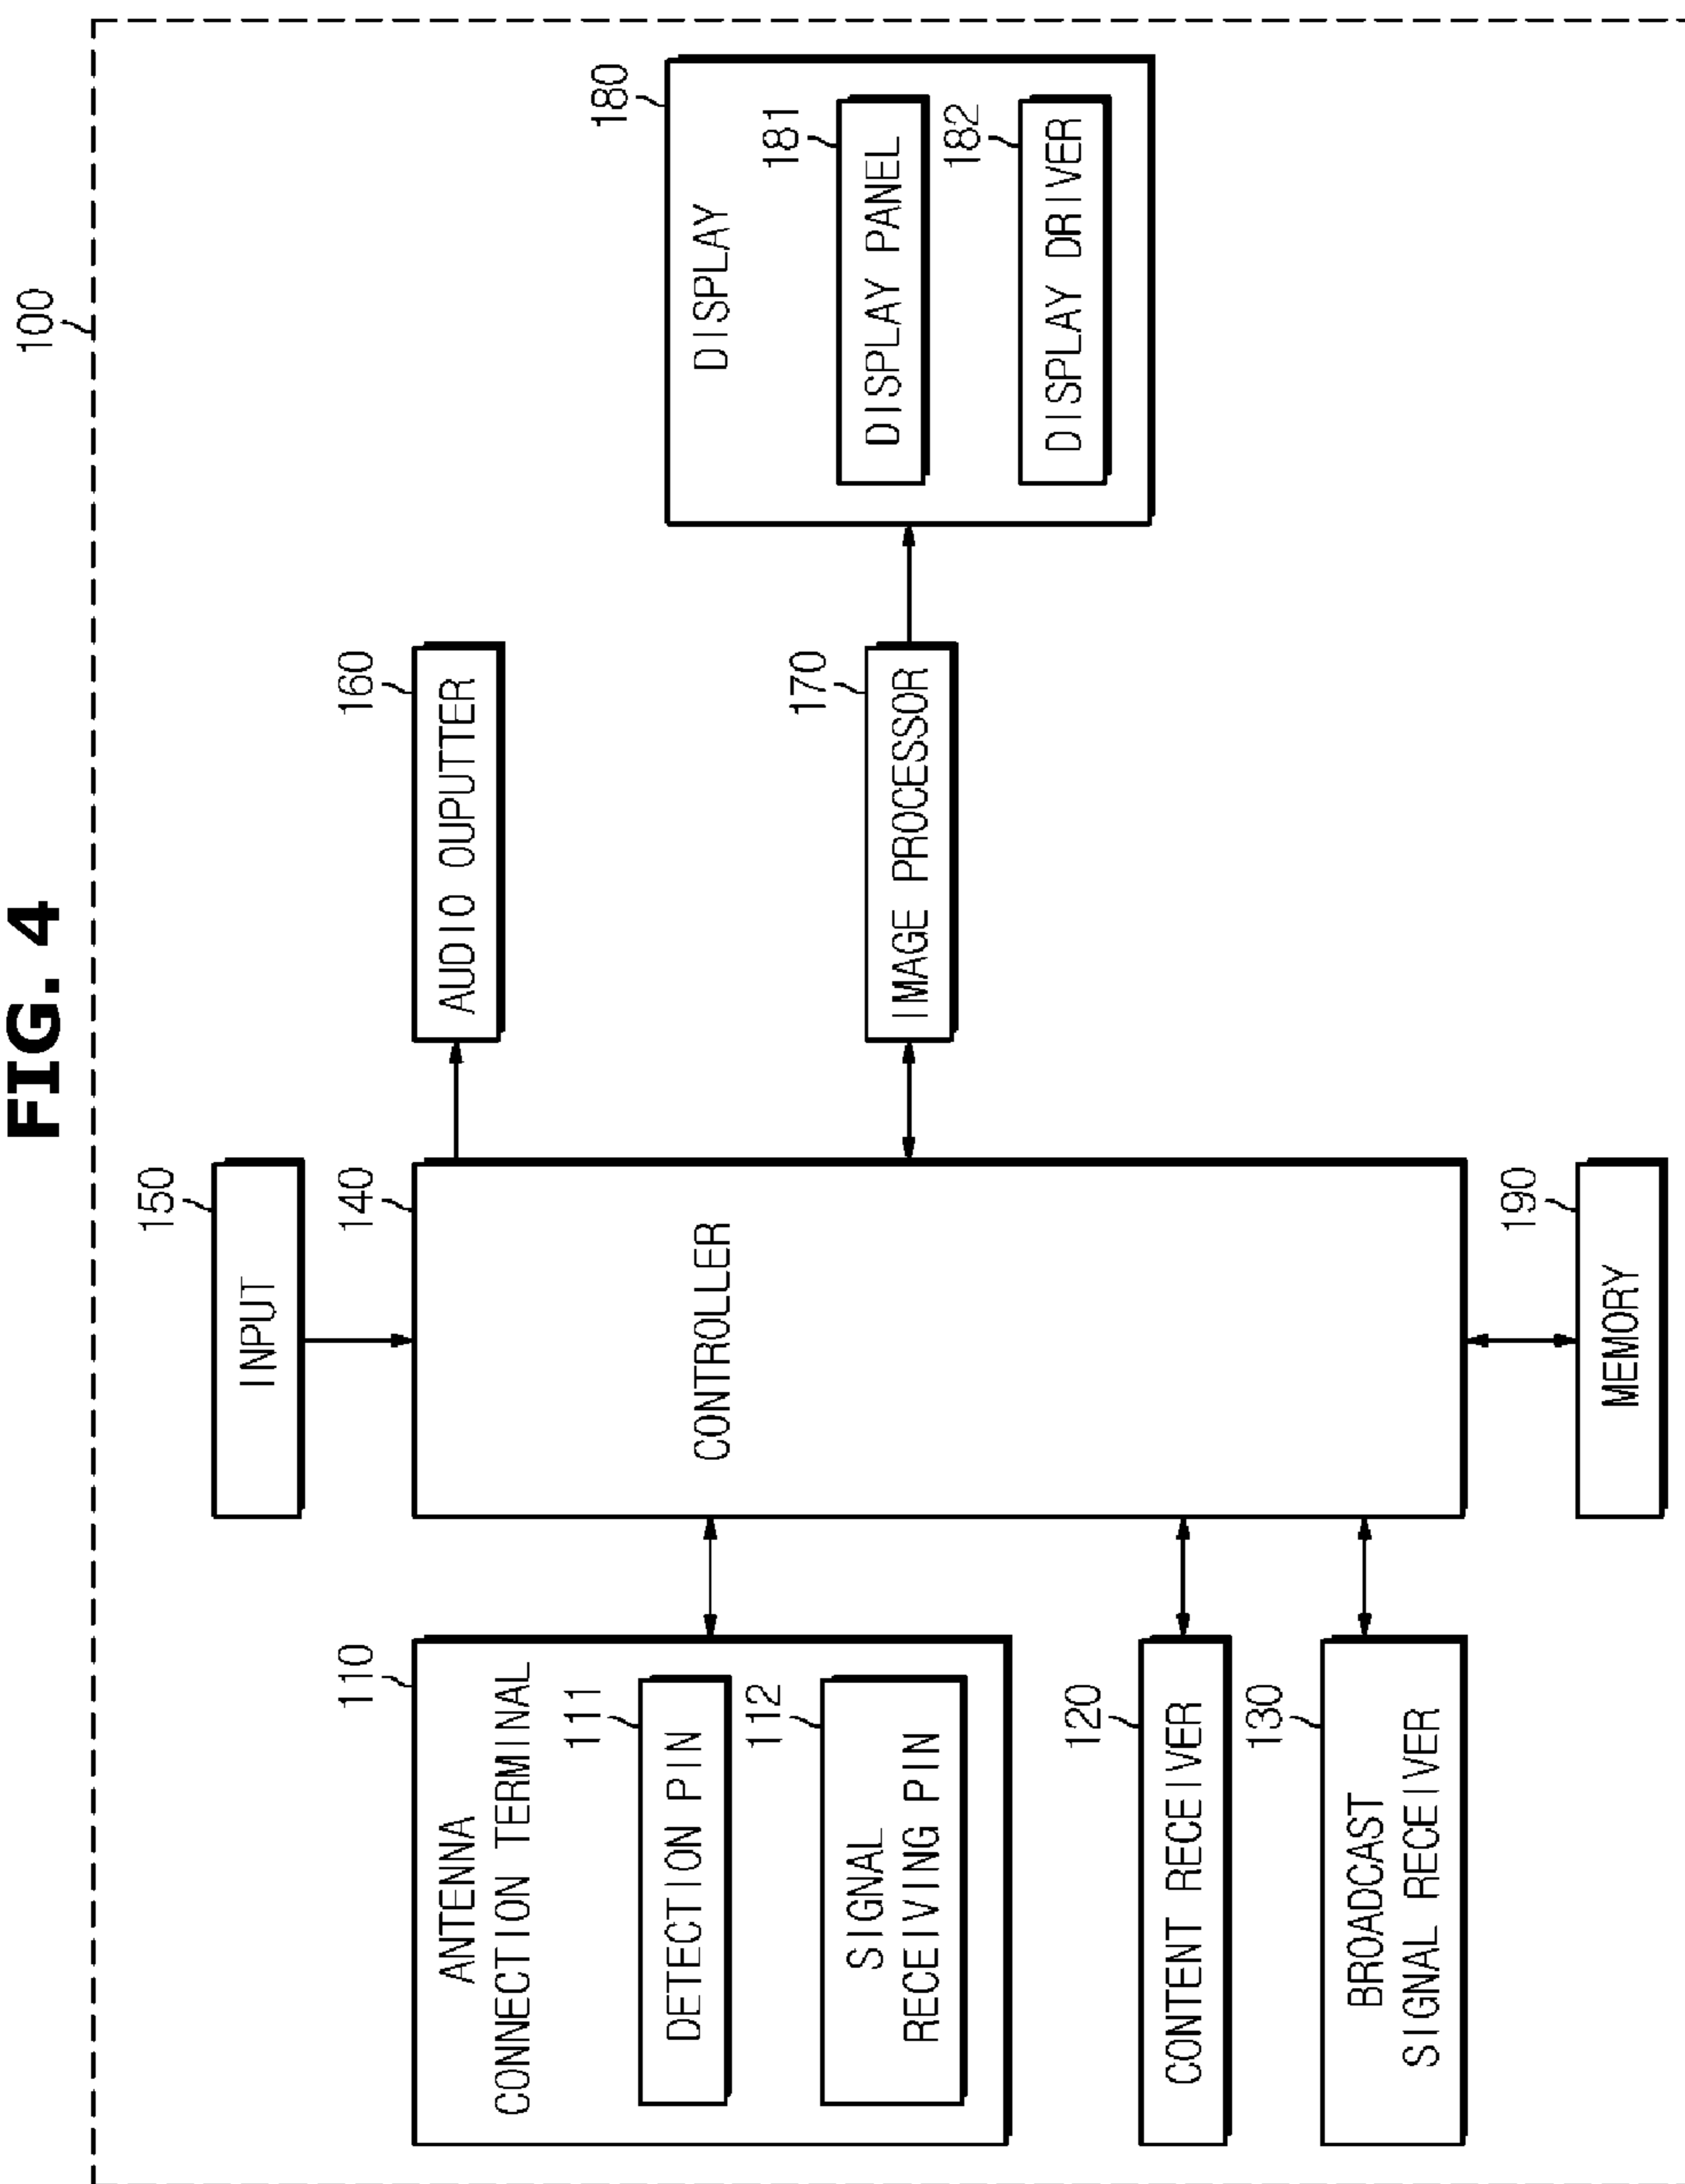 FIG. 4
100
150
INPUT
110
ANTENNA
CONNECTION TERMINAL
111
DETECTION PIN
112
SIGNAL
RECEIVING PIN
120
CONTENT RECEIVER
130
BROADCAST
SIGNAL RECEIVER
140
CONTROLLER
190
MEMORY
160
AUDIO OUPUTTER
170
IMAGE PROCESSOR
180
DISPLAY
181
DISPLAY PANEL
182
DISPLAY DRIVER